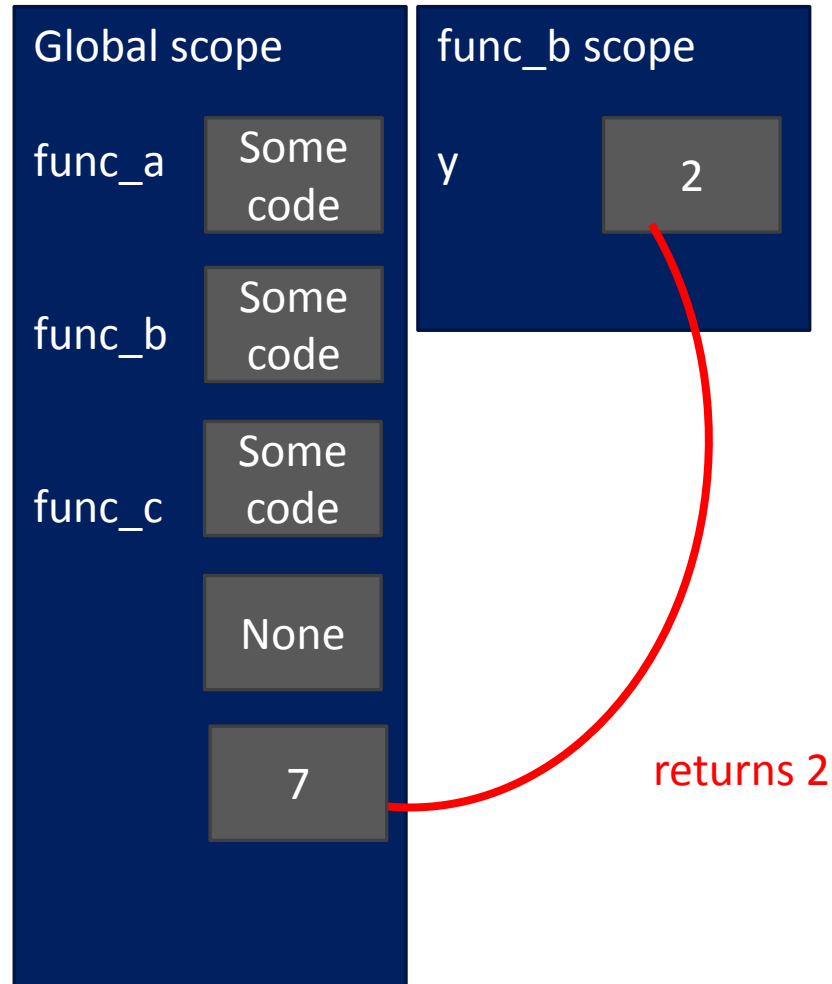 Global scope
func_a
Some
code
func_b
Some
code
func_c
Some
code
None
7
func_b scope
y
2
returns 2